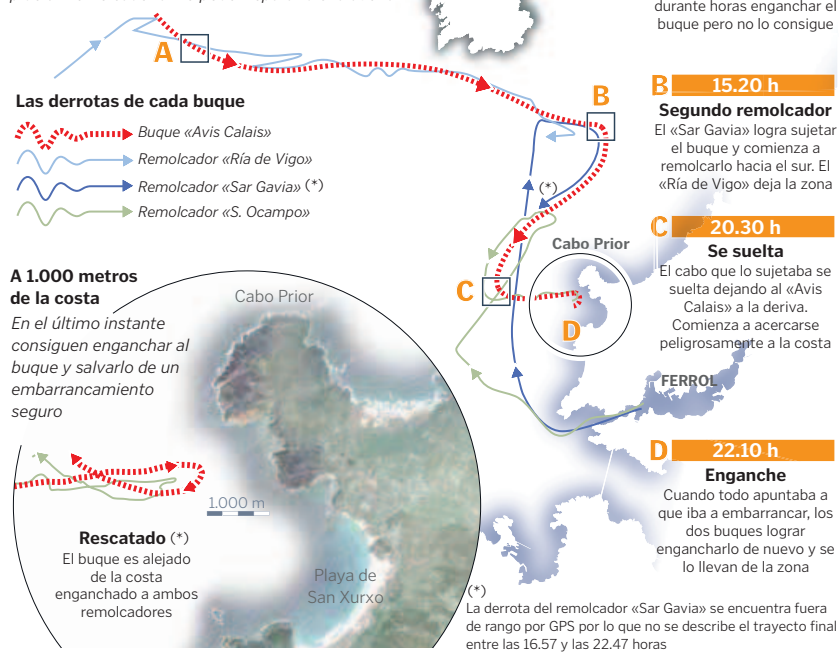 durante horas enganchar el
buque pero no lo consigue
A
Las derrotas de cada buque
Buque «Avis Calais»
Remolcador «Ría de Vigo»
Remolcador «Sar Gavia» (*)
Remolcador «S. Ocampo»
B
(*)
Cabo Prior
C
D
FERROL
B 15.20 h
Segundo remolcador
El «Sar Gavia» logra sujetar
el buque y comienza a
remolcarlo hacia el sur. El
«Ría de Vigo» deja la zona
C 20.30 h
Se suelta
El cabo que lo sujetaba se
suelta dejando al «Avis
Calais» a la deriva.
Comienza a acercarse
peligrosamente a la costa
D 22.10 h
Enganche
Cuando todo apuntaba a
que iba a embarrancar, los
dos buques lograr
engancharlo de nuevo y se
lo llevan de la zona
A 1.000 metros
de la costa
En el último instante
consiguen enganchar al
buque y salvarlo de un
embarrancamiento
seguro
Cabo Prior
1.000 m
Rescatado (*)
El buque es alejado
de la costa
enganchado a ambos
remolcadores
Playa de
San Xurxo
(*)
La derrota del remolcador «Sar Gavia» se encuentra fuera
de rango por GPS por lo que no se describe el trayecto final
entre las 16.57 y las 22.47 horas